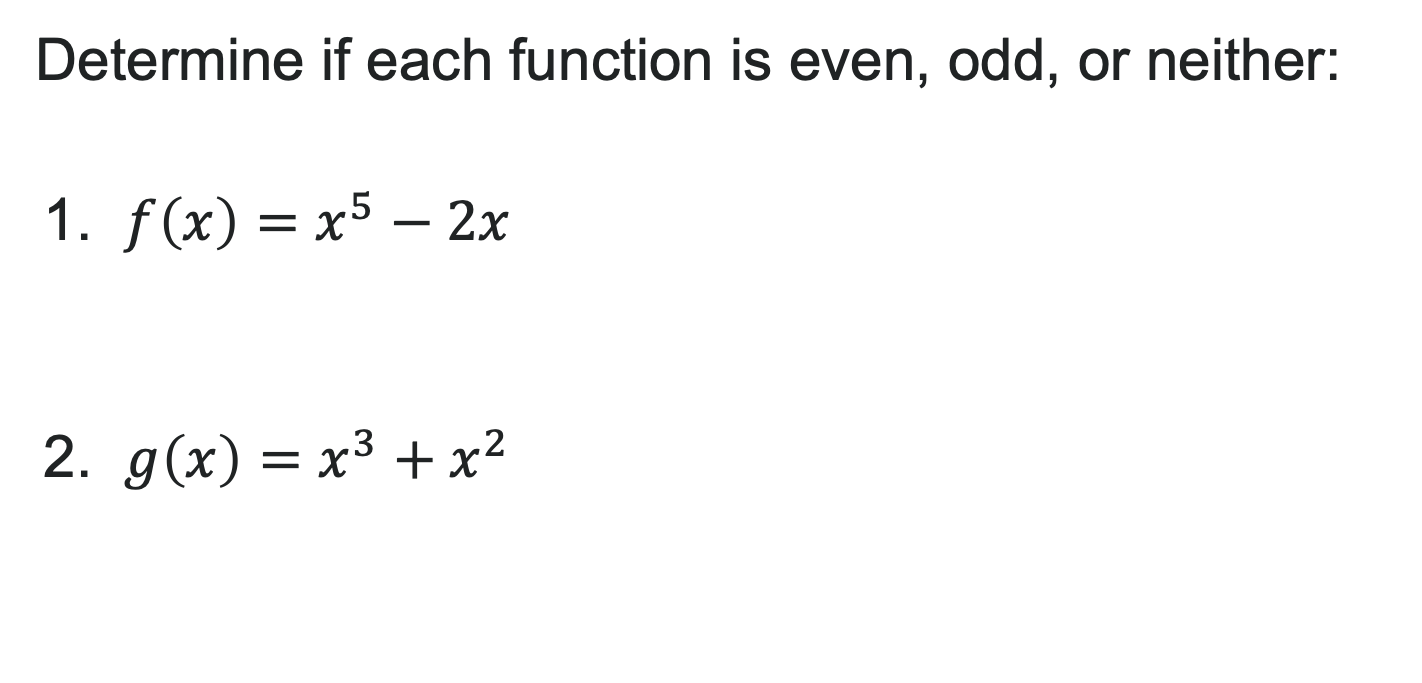 Determine if each function is even, odd, or neither:
1. f(x) = x⁵ − 2x
2. g(x) = x³ + x²